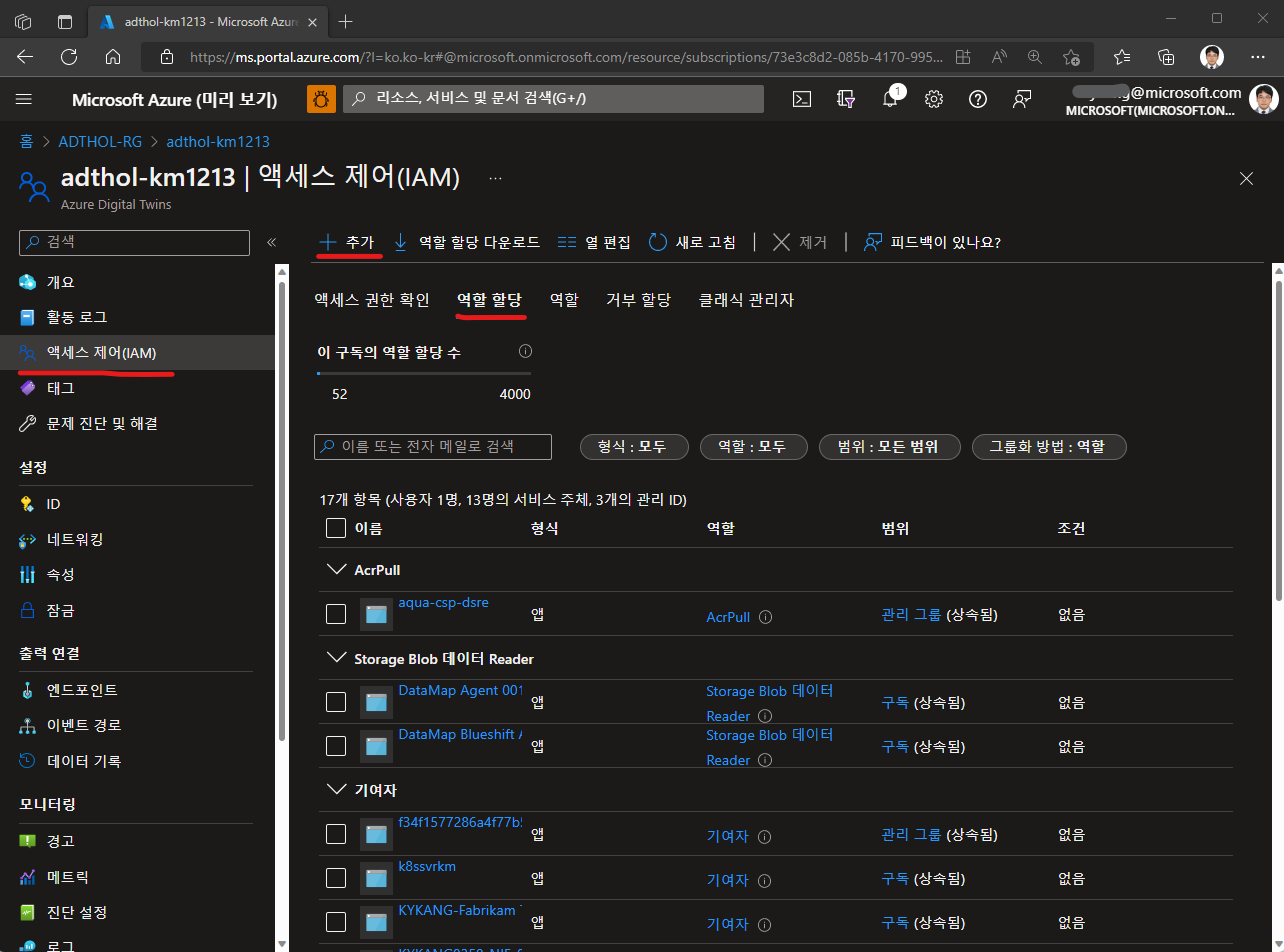 adthol-km1213 - Microsoft Azur
https://ms.portal.azure.com/?l=ko.ko-kr#@microsoft.onmicrosoft.com/resource/subscriptions/73e3c8d2-085b-4170-995...
Microsoft Azure (미리 보기)
리소스, 서비스 및 문서 검색(G+/)
1
@microsoft.com
MICROSOFT(MICROSOFT.ON...
홈 > ADTHOL-RG > adthol-km1213
adthol-km1213 | 액세스 제어(IAM) ...
Azure Digital Twins
검색
개요
활동 로그
액세스 제어(IAM)
태그
문제 진단 및 해결
설정
ID
네트워킹
속성
잠금
출력 연결
엔드포인트
이벤트 경로
데이터 기록
모니터링
경고
메트릭
진단 설정
로그
추가 역할 할당 다운로드 열 편집 새로 고침 | 제거 | 피드백이 있나요?
액세스 권한 확인 역할 할당 역할 거부 할당 클래식 관리자
이 구독의 역할 할당 수
52 4000
이름 또는 전자 메일로 검색 형식 : 모두 역할 : 모두 범위 : 모든 범위 그룹화 방법 : 역할
17개 항목 (사용자 1명, 13명의 서비스 주체, 3개의 관리 ID)
이름 형식 역할 범위 조건
AcrPull
aqua-csp-dsre 앱 AcrPull 관리 그룹 (상속됨) 없음
Storage Blob 데이터 Reader
DataMap Agent 001 앱 Storage Blob 데이터 Reader 구독 (상속됨) 없음
DataMap Blueshift 앱 Storage Blob 데이터 Reader 구독 (상속됨) 없음
기여자
f34f1577286a4f77b 앱 기여자 관리 그룹 (상속됨) 없음
k8ssvrkm 앱 기여자 구독 (상속됨) 없음
KYKANG-Fabrikam 앱 기여자 구독 (상속됨) 없음